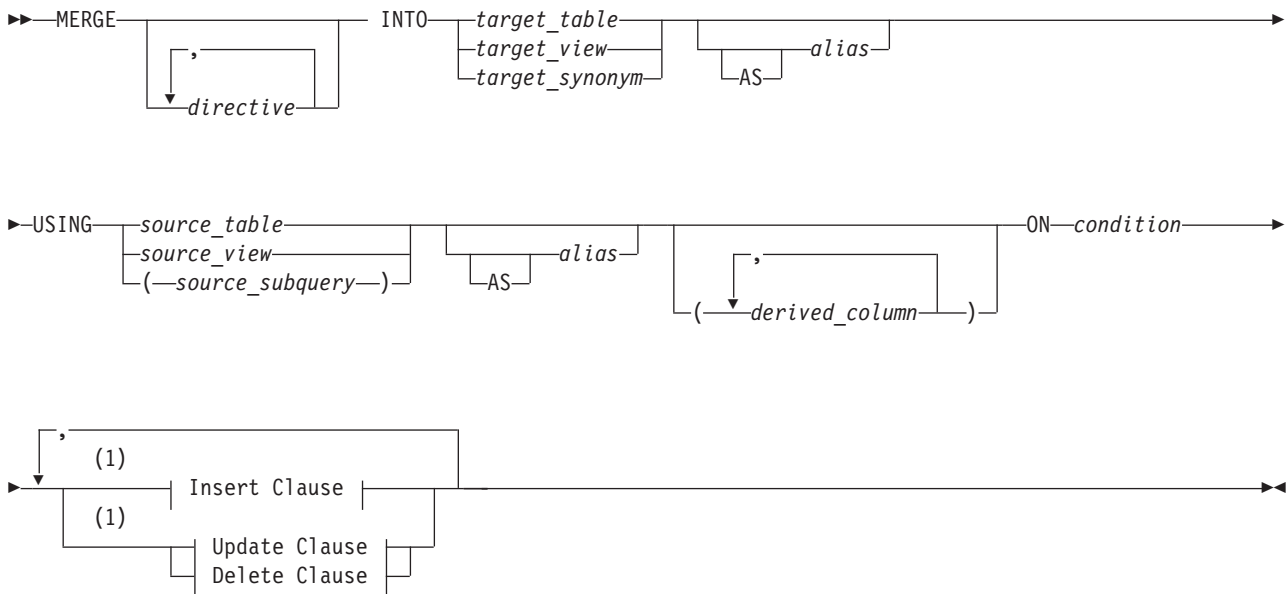 MERGE INTO target_table
, target_view alias
directive target_synonym AS
USING source_table ON condition
source_view alias ,
( source_subquery ) AS ( derived_column )
,
(1)
Insert Clause
(1)
Update Clause
Delete Clause